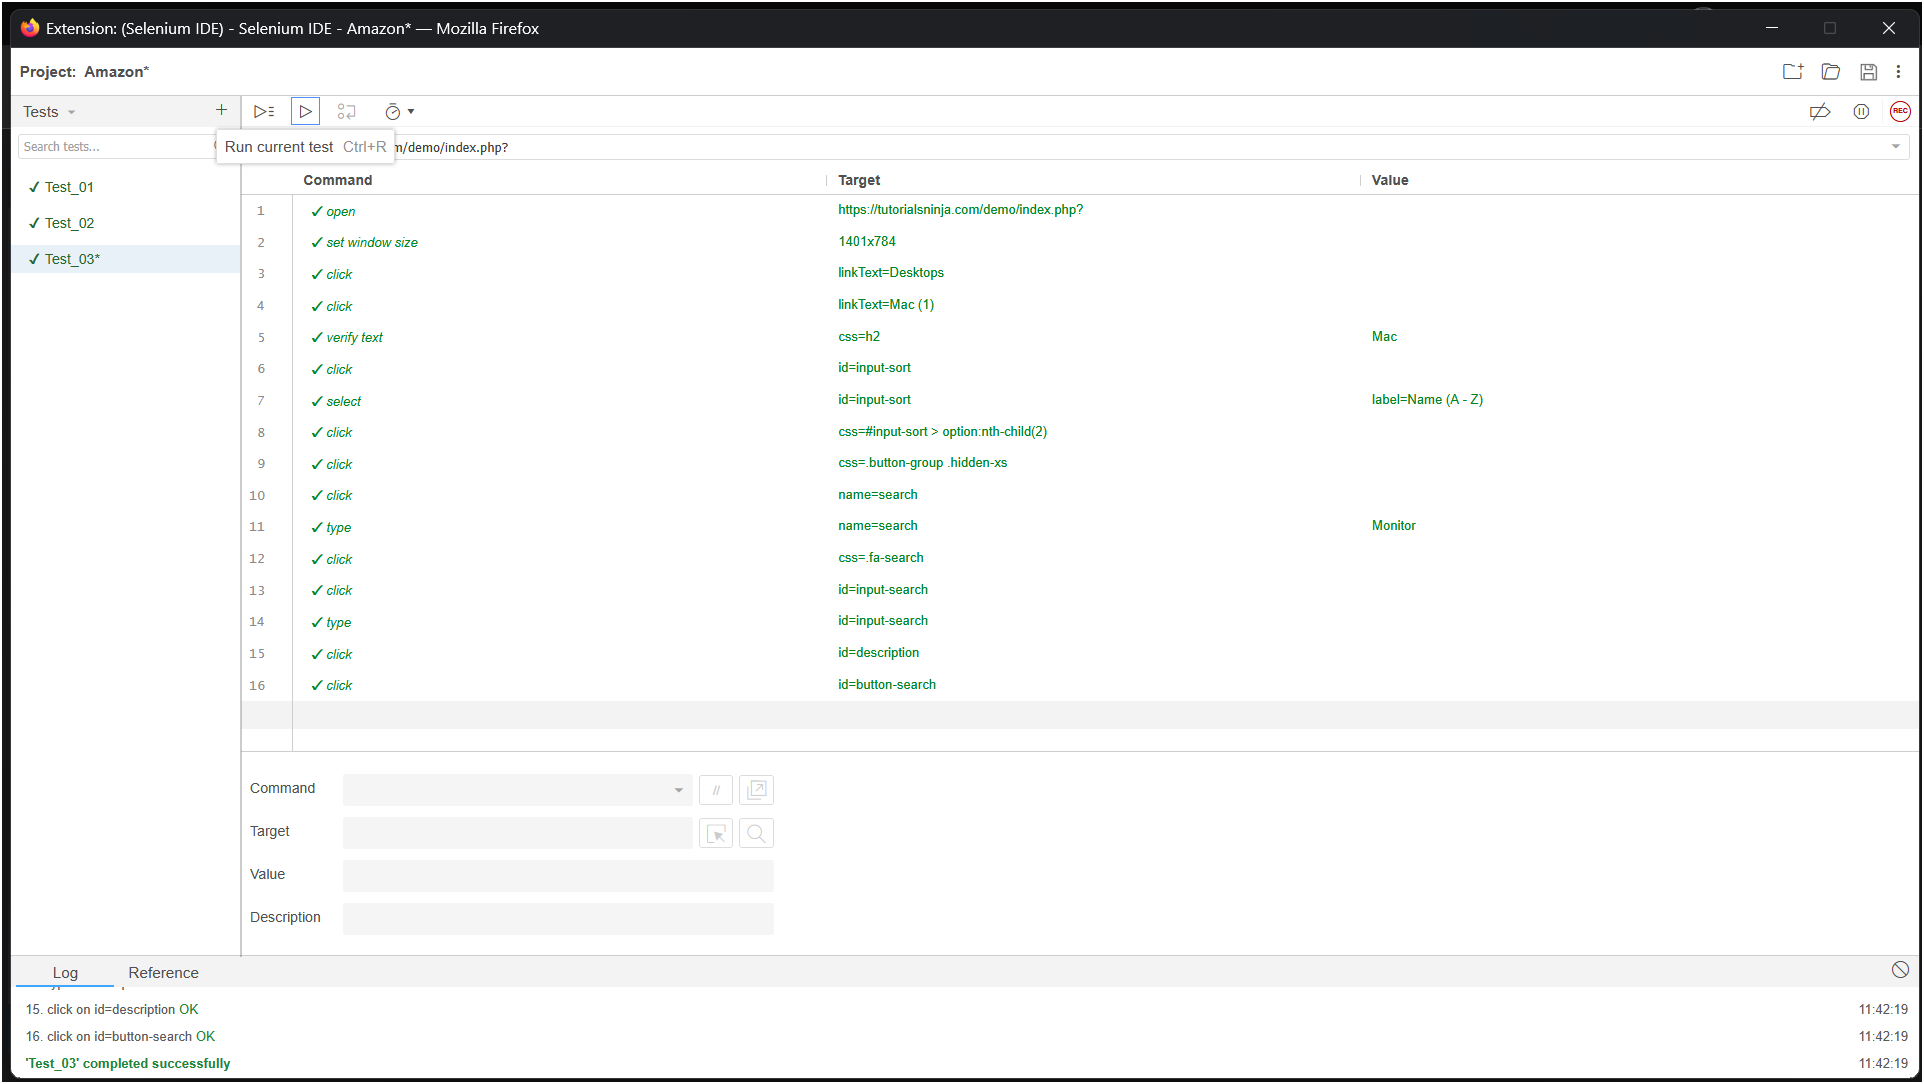 Extension: (Selenium IDE) - Selenium IDE - Amazon* — Mozilla Firefox
Project: Amazon*
Tests
REC
Search tests...
Run current test Ctrl+R
m/demo/index.php?
Command Target Value
Test_01
Test_02
Test_03*
1 open https://tutorialsninja.com/demo/index.php?
2 set window size 1401x784
3 click linkText=Desktops
4 click linkText=Mac (1)
5 verify text css=h2 Mac
6 click id=input-sort
7 select id=input-sort label=Name (A - Z)
8 click css=#input-sort > option:nth-child(2)
9 click css=.button-group .hidden-xs
10 click name=search
11 type name=search Monitor
12 click css=.fa-search
13 click id=input-search
14 type id=input-search
15 click id=description
16 click id=button-search
Command
//
Target
Value
Description
Log Reference
15. click on id=description OK 11:42:19
16. click on id=button-search OK 11:42:19
'Test_03' completed successfully 11:42:19